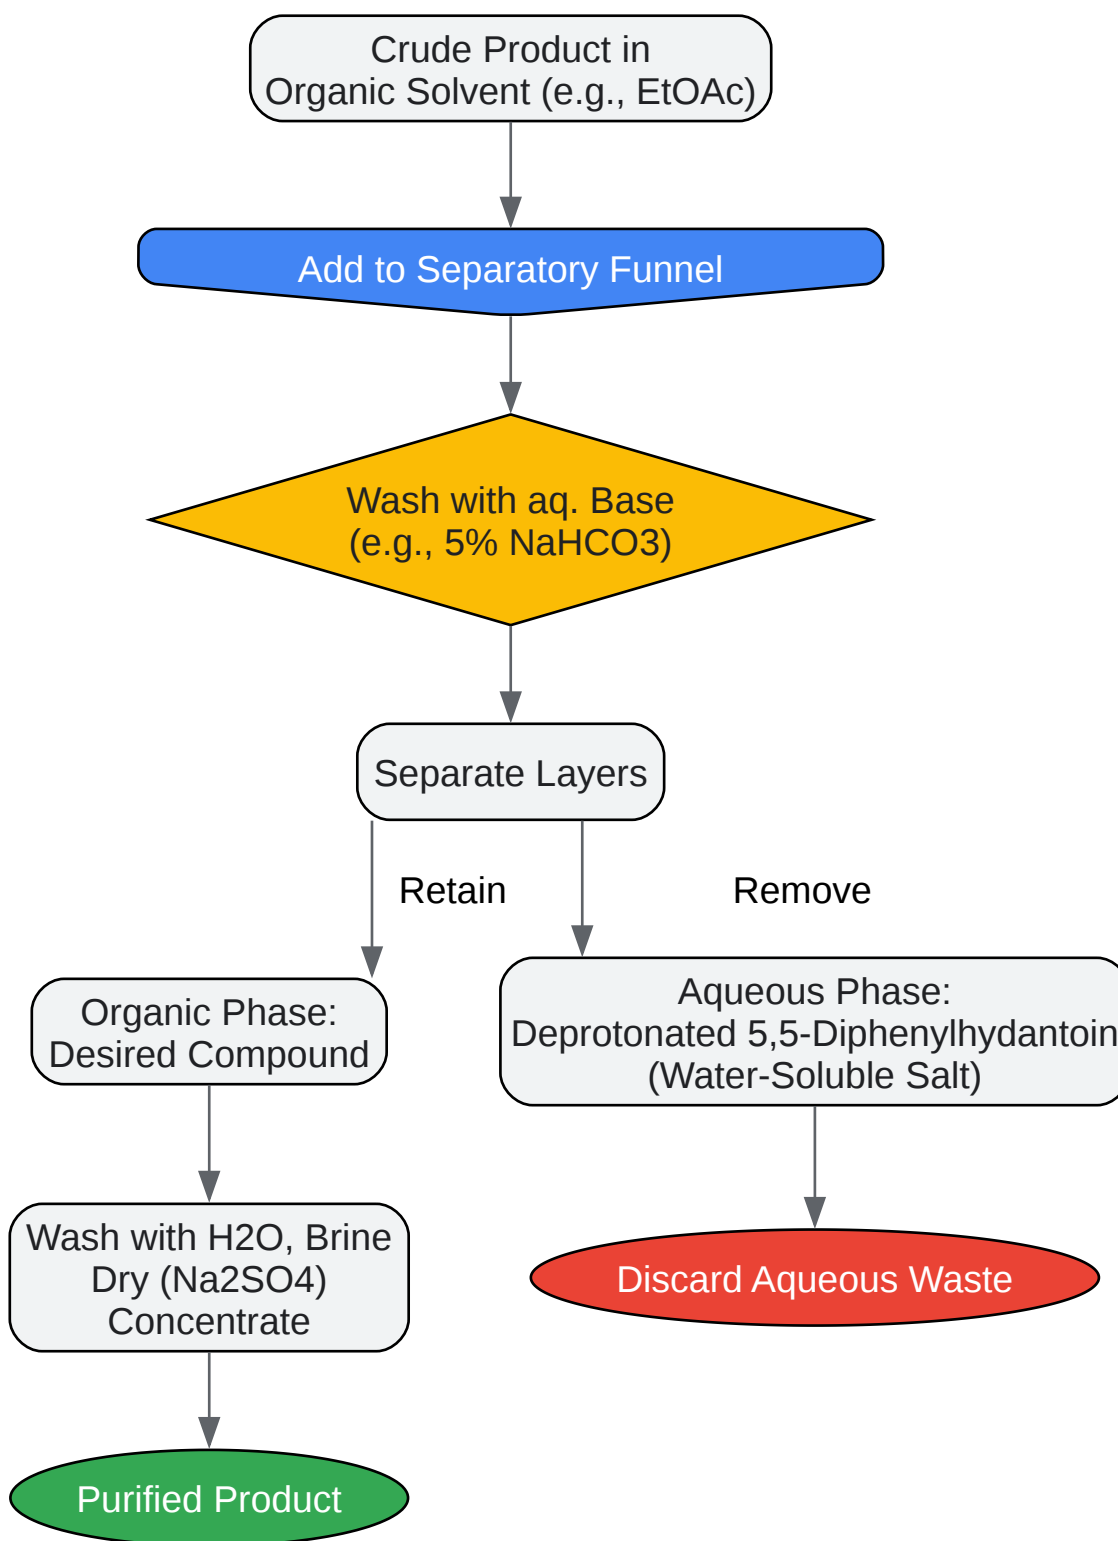 Crude Product in
Organic Solvent (e.g., EtOAc)
Add to Separatory Funnel
Wash with aq. Base
(e.g., 5% NaHCO3)
Separate Layers
Retain
Remove
Organic Phase:
Desired Compound
Aqueous Phase:
Deprotonated 5,5-Diphenylhydantoin
(Water-Soluble Salt)
Wash with H2O, Brine
Dry (Na2SO4)
Concentrate
Discard Aqueous Waste
Purified Product